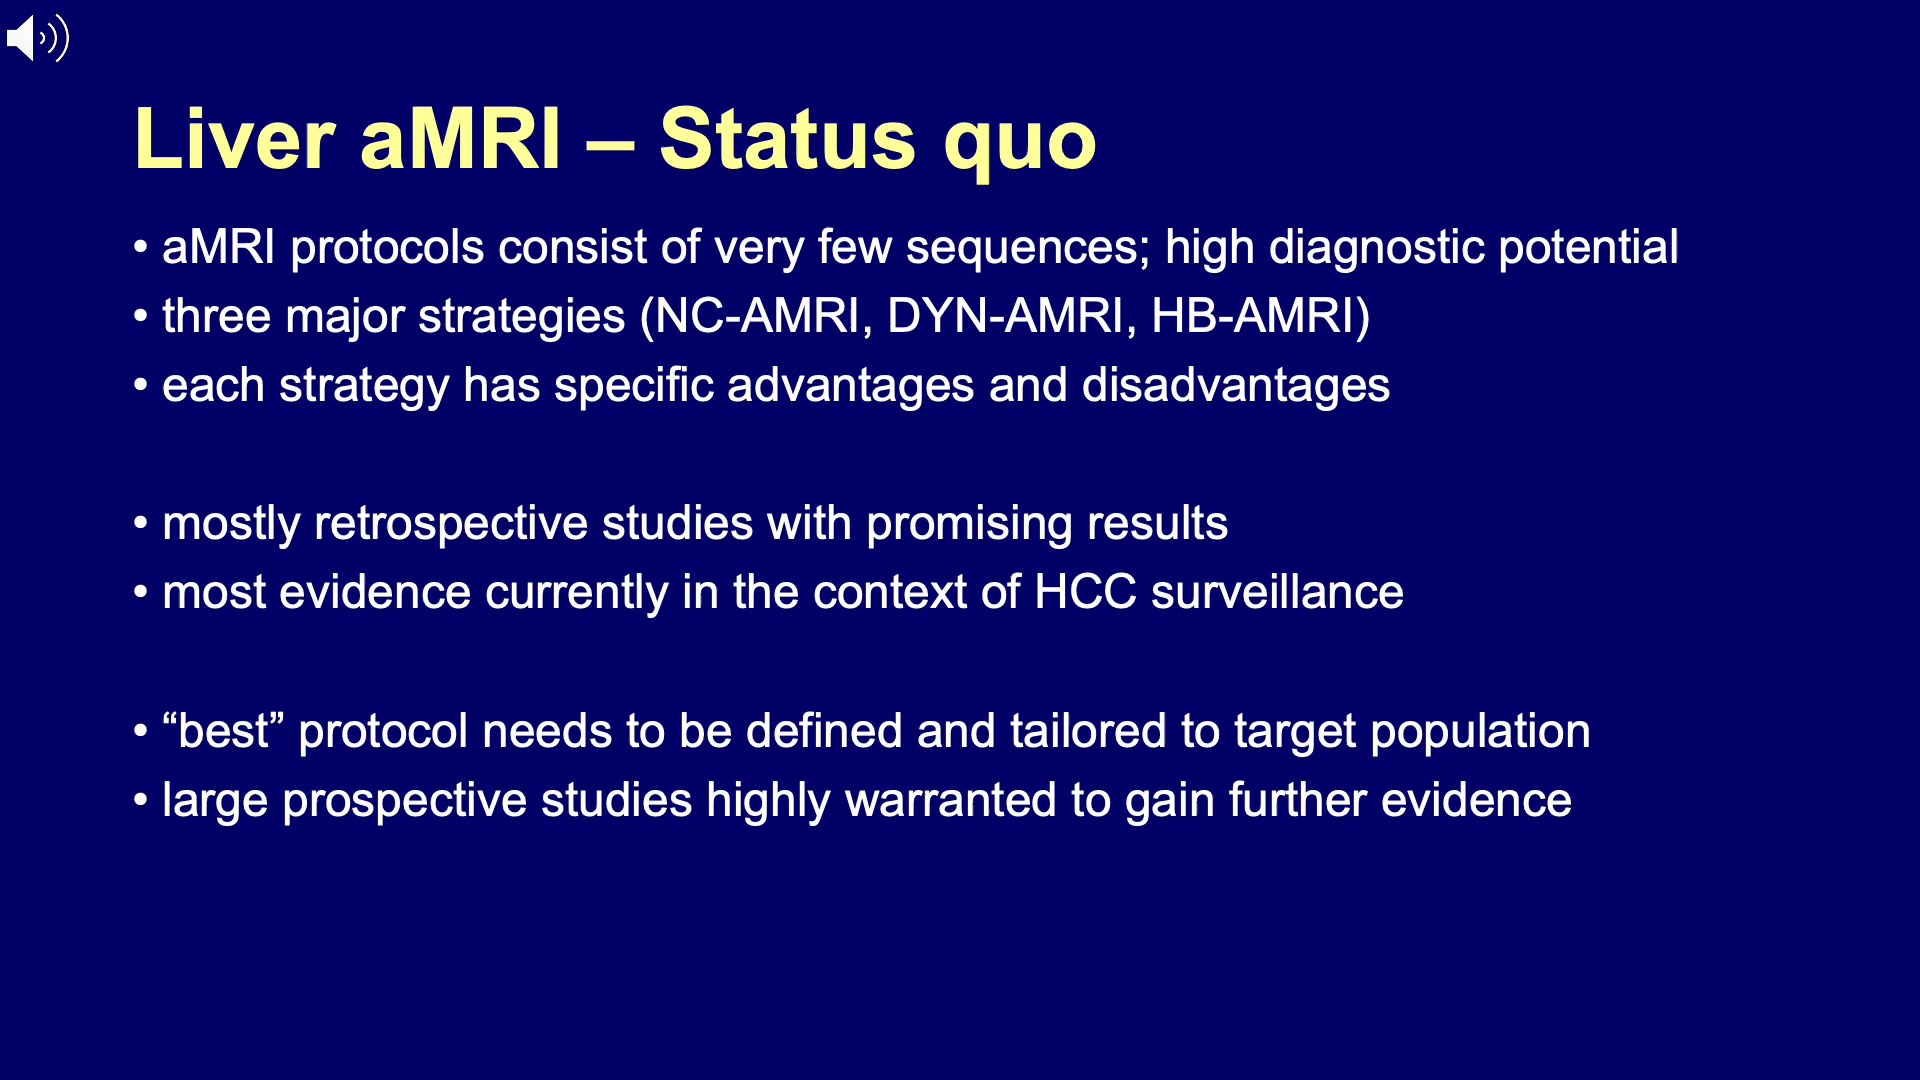 Liver aMRI – Status quo
• aMRI protocols consist of very few sequences; high diagnostic potential
• three major strategies (NC-AMRI, DYN-AMRI, HB-AMRI)
• each strategy has specific advantages and disadvantages
• mostly retrospective studies with promising results
• most evidence currently in the context of HCC surveillance
• “best” protocol needs to be defined and tailored to target population
• large prospective studies highly warranted to gain further evidence